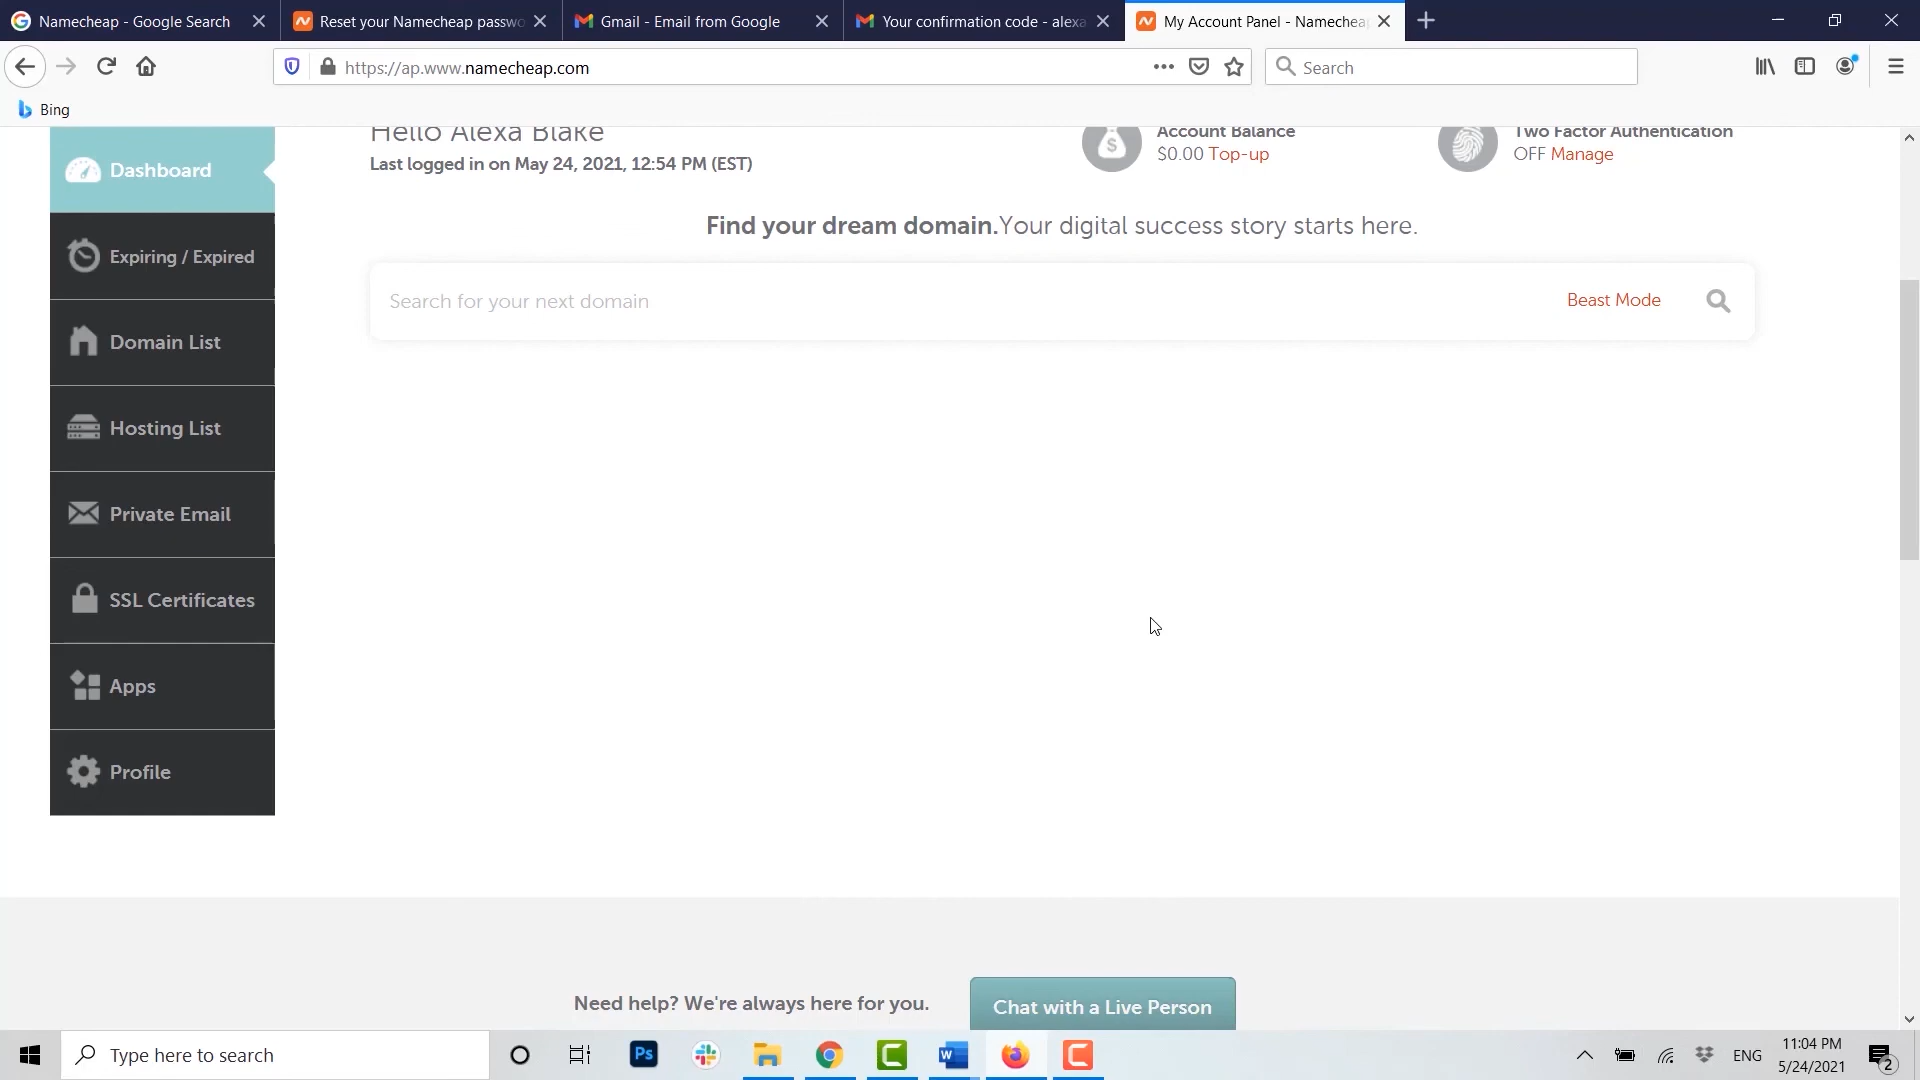 Namecheap - Google Search
Reset your Namecheap passwo
Gmail - Email from Google
Your confirmation code - alexa
My Account Panel - Namecheap
https://ap.www.namecheap.com
Search
Bing
Hello Alexa Blake
Last logged in on May 24, 2021, 12:54 PM (EST)
Account Balance
$0.00 Top-up
Two Factor Authentication
OFF Manage
Dashboard
Expiring / Expired
Domain List
Hosting List
Private Email
SSL Certificates
Apps
Profile
Find your dream domain.Your digital success story starts here.
Search for your next domain
Beast Mode
Need help? We're always here for you.
Chat with a Live Person
Type here to search
Ps
ENG
11:04 PM
5/24/2021
2